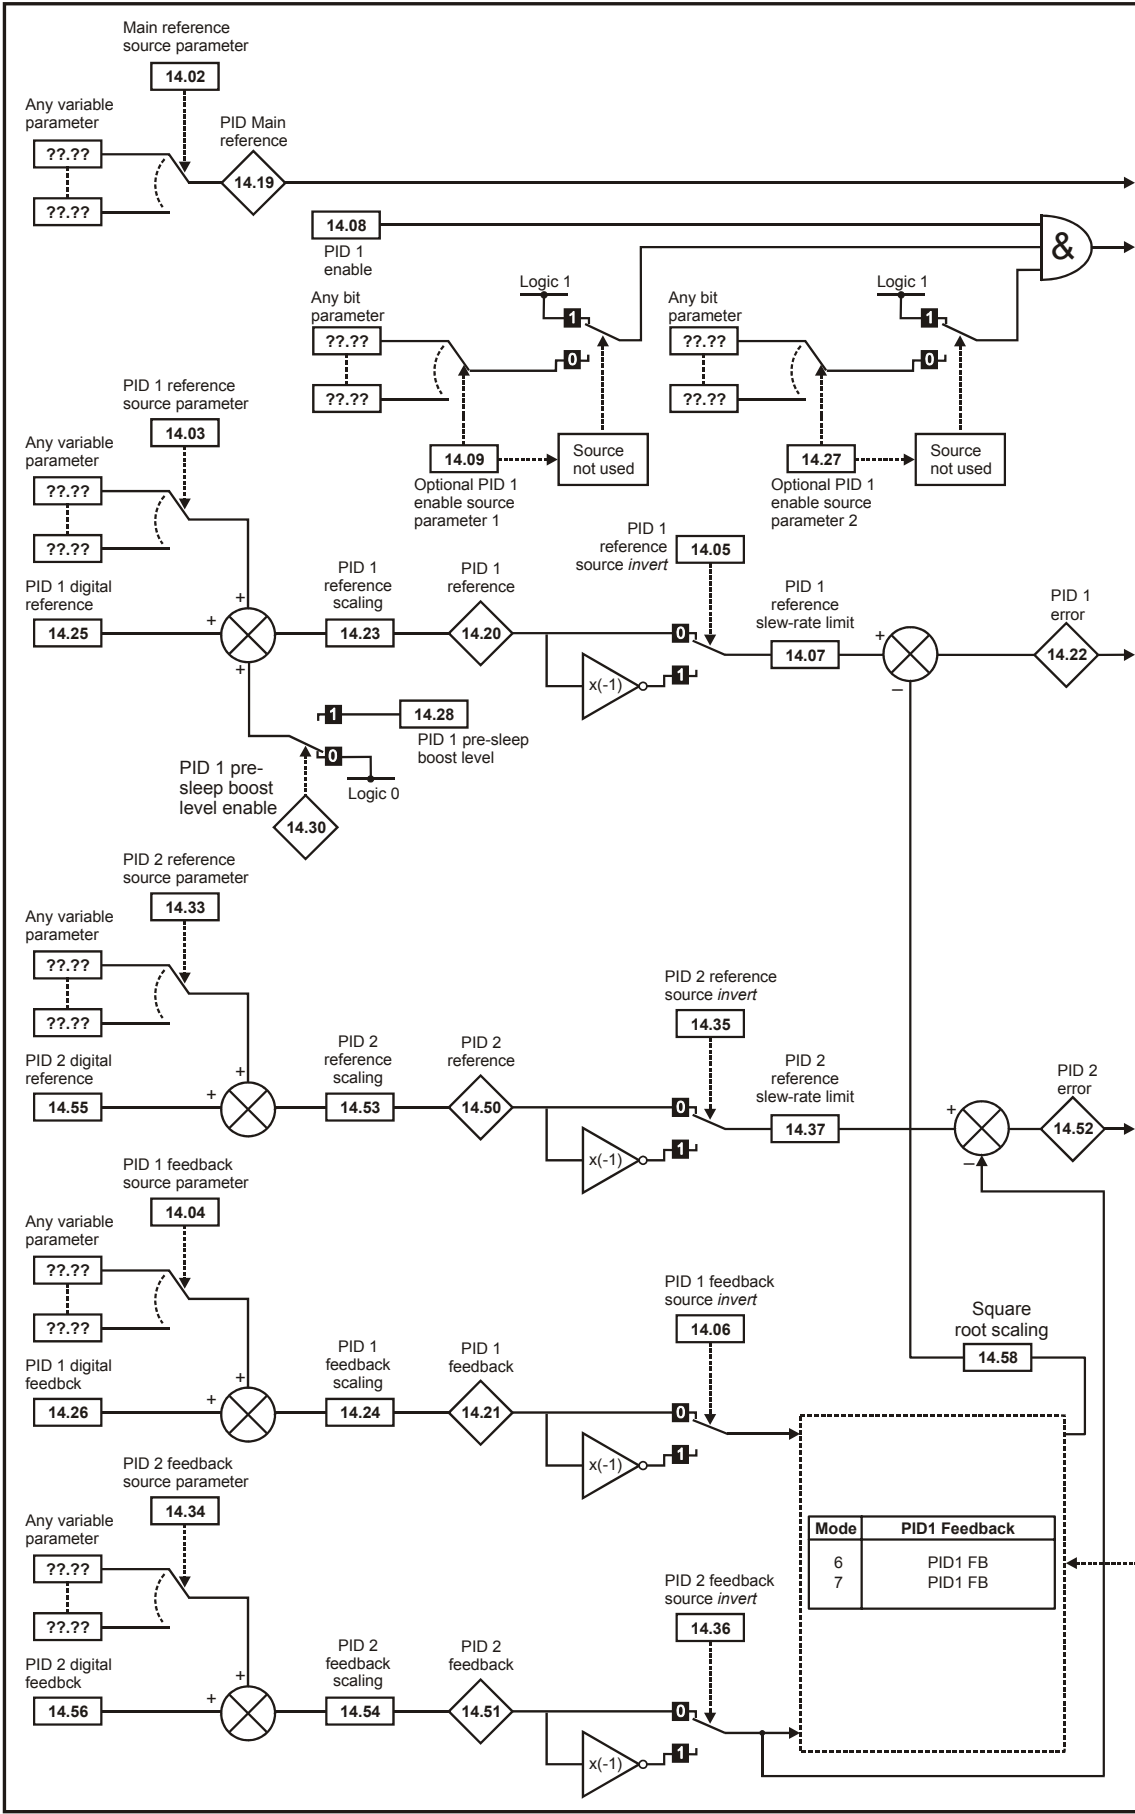 Main reference
source parameter
14.02
Any variable
parameter
PID Main
reference
??.??
14.19
??.??
14.08
PID 1
enable
&
Logic 1
Any bit
parameter
1
??.??
0
??.??
14.09
Source
not used
Optional PID 1
enable source
parameter 1
Logic 1
Any bit
parameter
1
??.??
0
??.??
14.27
Source
not used
Optional PID 1
enable source
parameter 2
PID 1 reference
source parameter
14.03
Any variable
parameter
??.??
??.??
PID 1 digital
reference
14.25
+
+
+
PID 1
reference
scaling
14.23
PID 1
reference
14.20
PID 1
reference
source invert
14.05
0
x(-1)
1
PID 1
reference
slew-rate limit
14.07
+
–
PID 1
error
14.22
1
14.28
PID 1 pre-sleep
boost level
0
Logic 0
PID 1 pre-
sleep boost
level enable
14.30
PID 2 reference
source parameter
14.33
Any variable
parameter
??.??
??.??
PID 2 digital
reference
14.55
+
+
PID 2
reference
scaling
14.53
PID 2
reference
14.50
PID 2 reference
source invert
14.35
0
x(-1)
1
PID 2
reference
slew-rate limit
14.37
+
–
PID 2
error
14.52
PID 1 feedback
source parameter
14.04
Any variable
parameter
??.??
??.??
PID 1 digital
feedbck
14.26
+
+
PID 1
feedback
scaling
14.24
PID 1
feedback
14.21
PID 1 feedback
source invert
14.06
0
x(-1)
1
Square
root scaling
14.58
Mode PID1 Feedback
6 PID1 FB
7 PID1 FB
PID 2 feedback
source parameter
14.34
Any variable
parameter
??.??
??.??
PID 2 digital
feedbck
14.56
+
+
PID 2
feedback
scaling
14.54
PID 2
feedback
14.51
PID 2 feedback
source invert
14.36
0
x(-1)
1